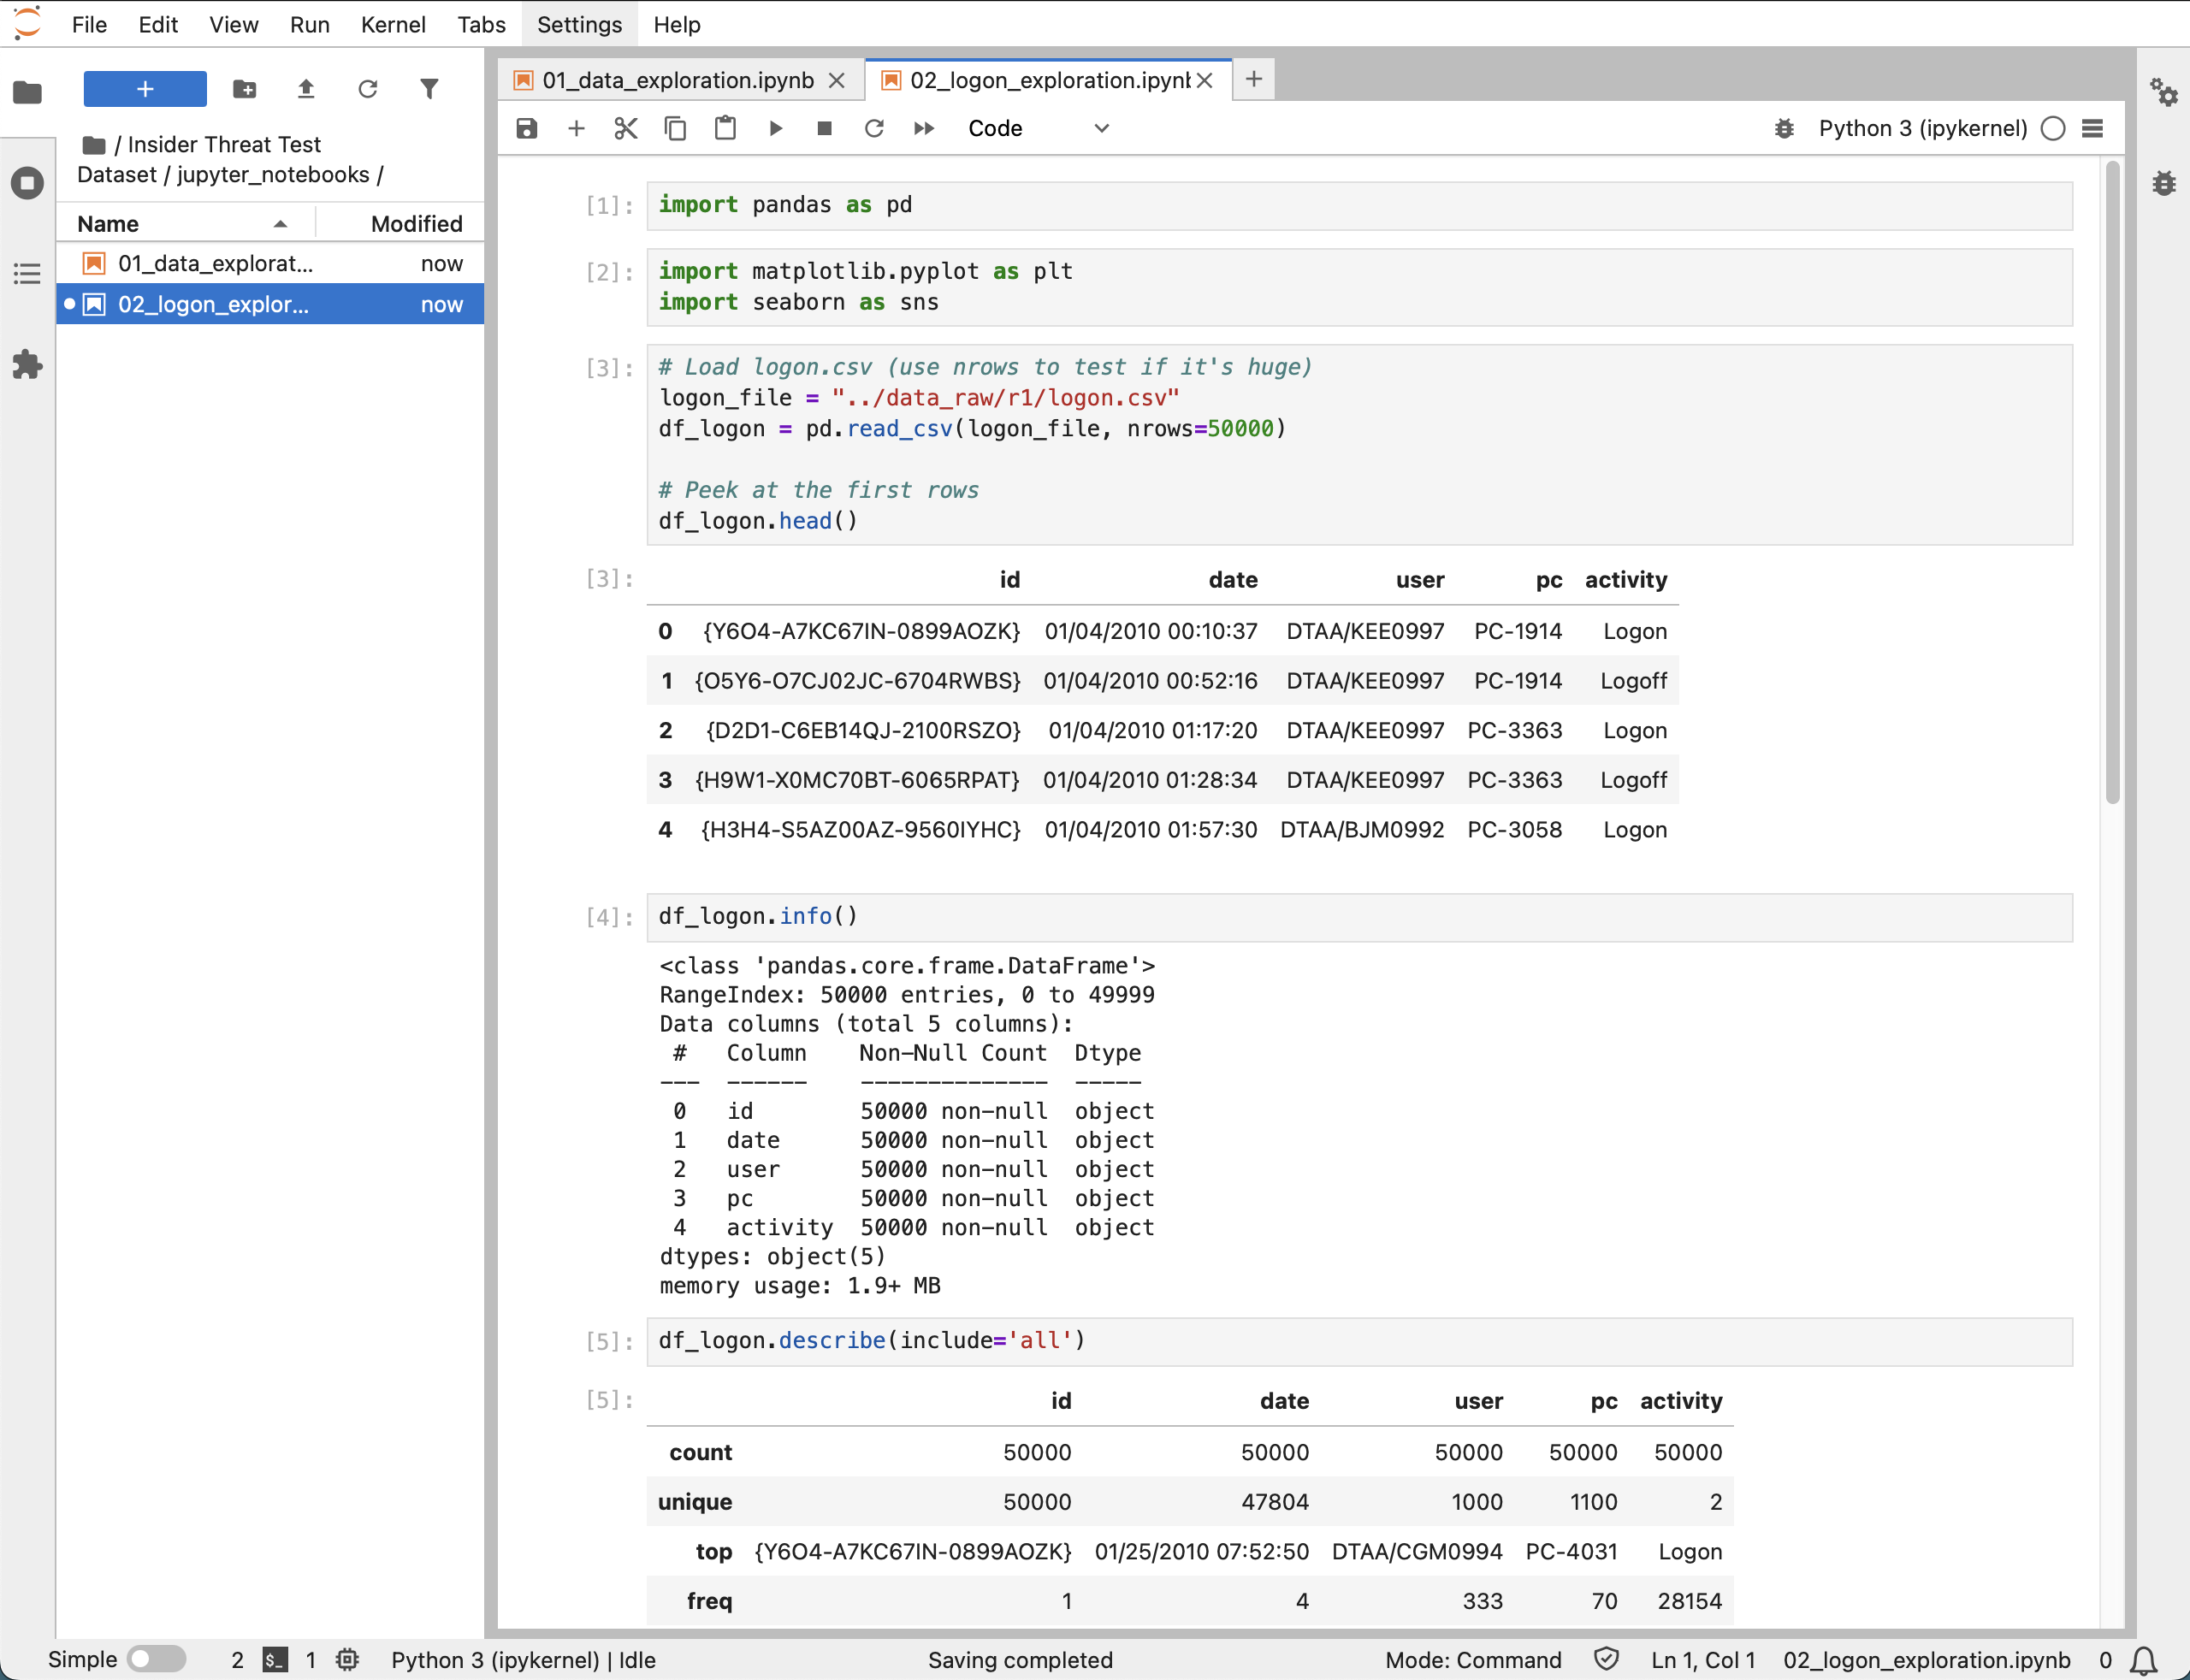 File Edit View Run Kernel Tabs Settings Help
+
/ Insider Threat Test
Dataset / jupyter_notebooks /
Name Modified
01_data_explorat... now
02_logon_explor... now
01_data_exploration.ipynb
02_logon_exploration.ipynb
Code
Python 3 (ipykernel)
[1]: import pandas as pd
[2]: import matplotlib.pyplot as plt
import seaborn as sns
[3]: # Load logon.csv (use nrows to test if it's huge)
logon_file = "../data_raw/r1/logon.csv"
df_logon = pd.read_csv(logon_file, nrows=50000)
# Peek at the first rows
df_logon.head()
[3]: id date user pc activity
0 {Y6O4-A7KC67IN-0899AOZK} 01/04/2010 00:10:37 DTAA/KEE0997 PC-1914 Logon
1 {O5Y6-O7CJ02JC-6704RWBS} 01/04/2010 00:52:16 DTAA/KEE0997 PC-1914 Logoff
2 {D2D1-C6EB14QJ-2100RSZO} 01/04/2010 01:17:20 DTAA/KEE0997 PC-3363 Logon
3 {H9W1-X0MC70BT-6065RPAT} 01/04/2010 01:28:34 DTAA/KEE0997 PC-3363 Logoff
4 {H3H4-S5AZ00AZ-9560IYHC} 01/04/2010 01:57:30 DTAA/BJM0992 PC-3058 Logon
[4]: df_logon.info()
<class 'pandas.core.frame.DataFrame'>
RangeIndex: 50000 entries, 0 to 49999
Data columns (total 5 columns):
# Column Non-Null Count Dtype
--- ------ -------------- -----
0 id 50000 non-null object
1 date 50000 non-null object
2 user 50000 non-null object
3 pc 50000 non-null object
4 activity 50000 non-null object
dtypes: object(5)
memory usage: 1.9+ MB
[5]: df_logon.describe(include='all')
[5]: id date user pc activity
count 50000 50000 50000 50000 50000
unique 50000 47804 1000 1100 2
top {Y6O4-A7KC67IN-0899AOZK} 01/25/2010 07:52:50 DTAA/CGM0994 PC-4031 Logon
freq 1 4 333 70 28154
Simple 2 $_ 1 Python 3 (ipykernel) | Idle Saving completed Mode: Command Ln 1, Col 1 02_logon_exploration.ipynb 0